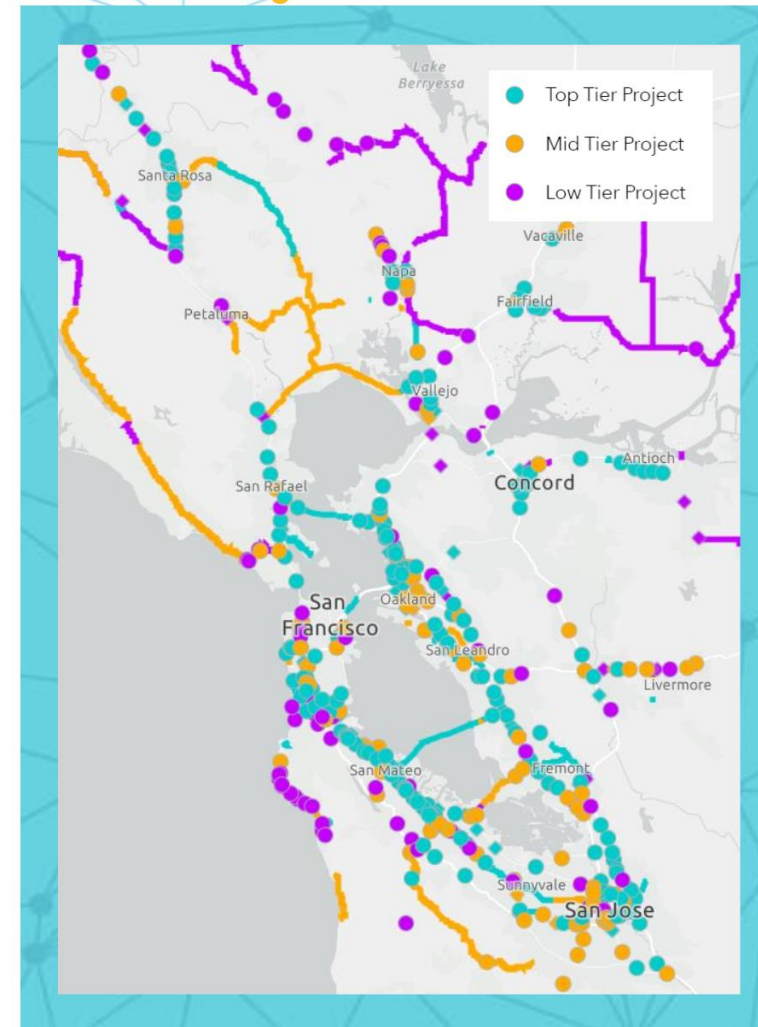 Lake
Berryessa
Top Tier Project
Mid Tier Project
Low Tier Project
Santa Rosa
Vacaville
Napa
Fairfield
Petaluma
Vallejo
Antioch
Concord
San Rafael
Oakland
San
Francisco
San Leandro
Livermore
San Mateo
Fremont
Sunnyvale
San Jose